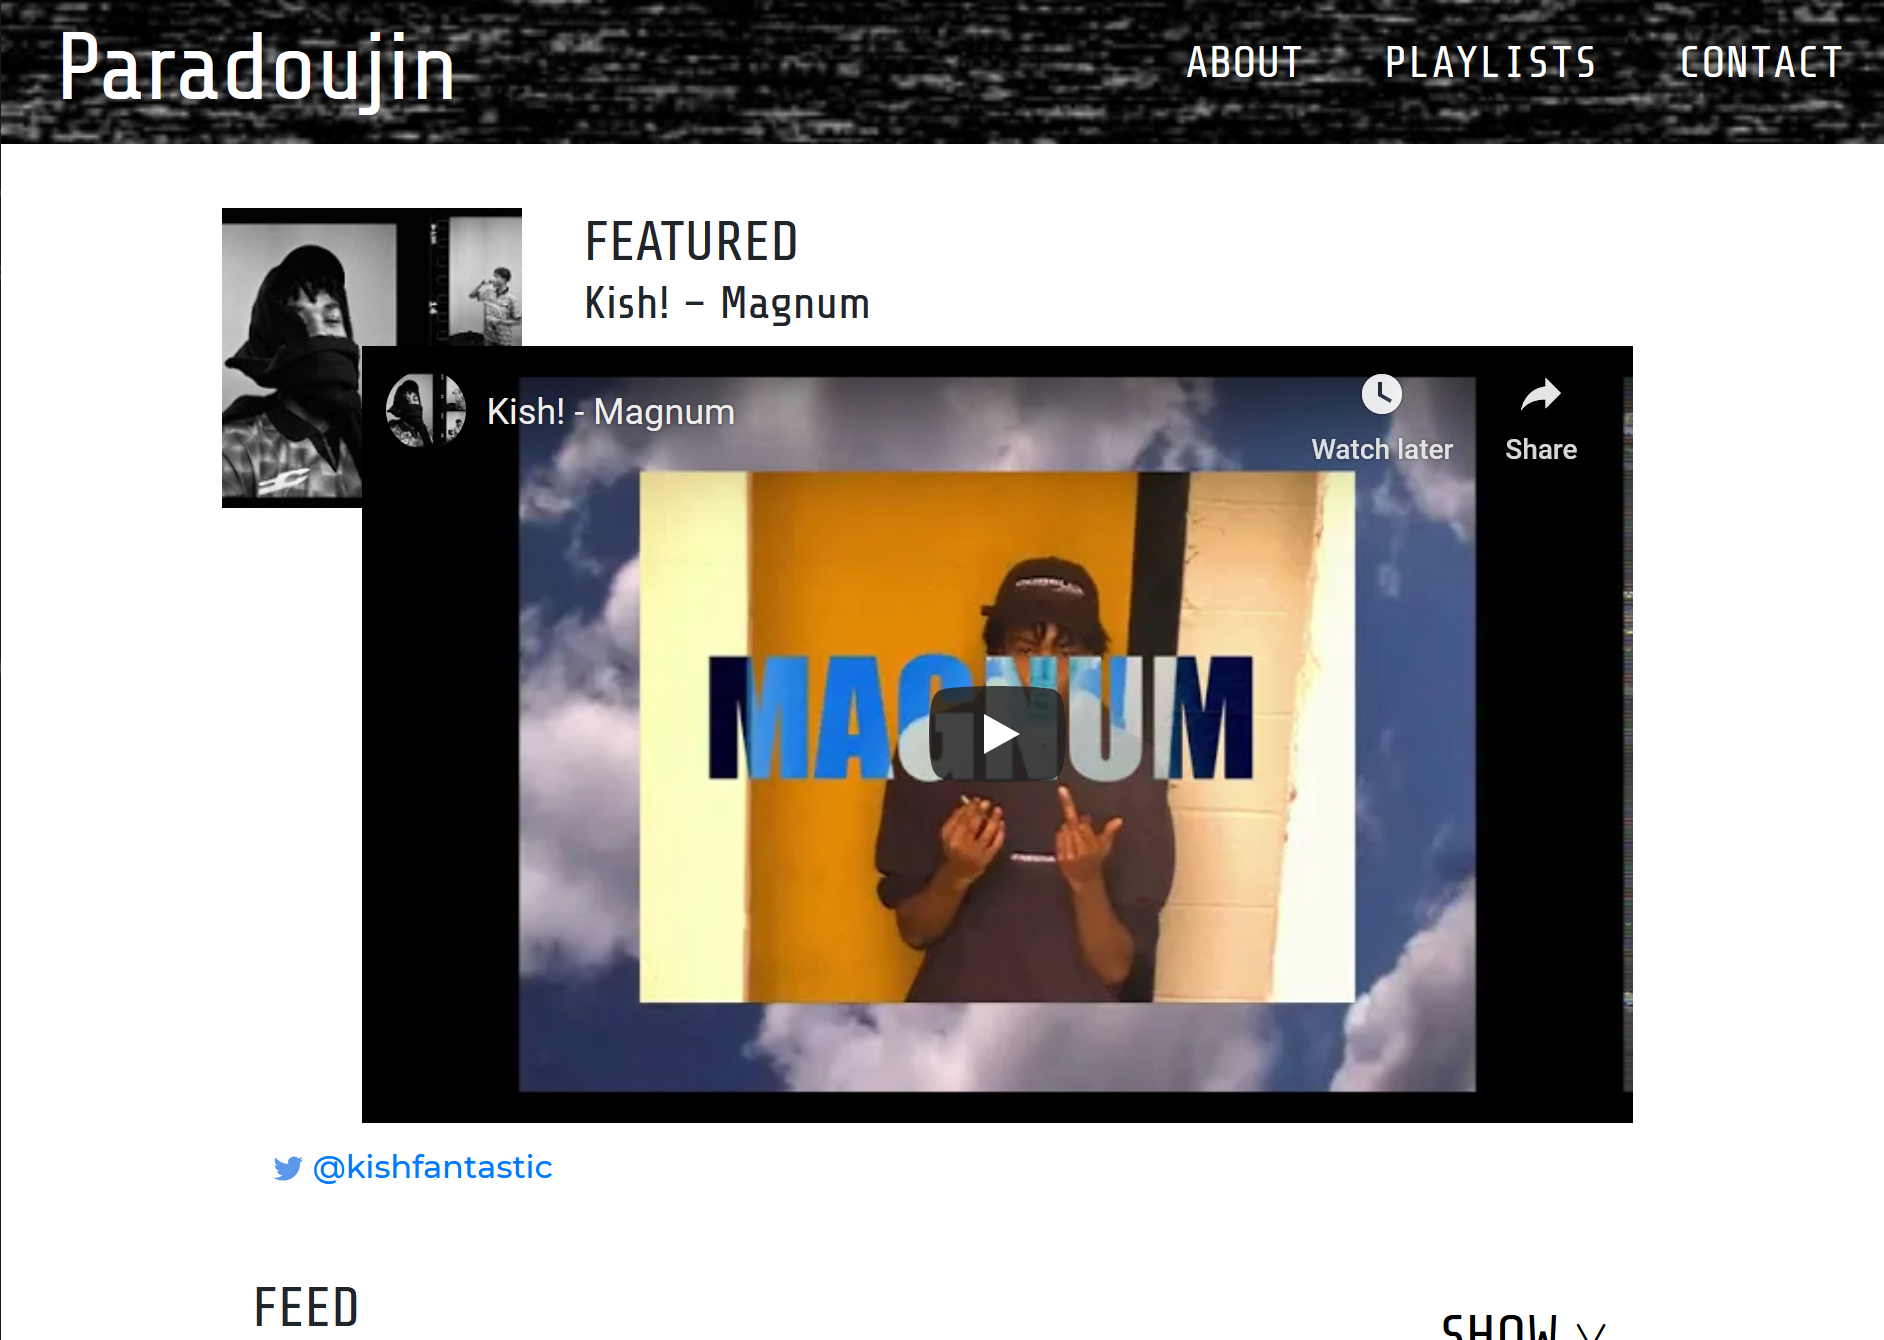 Paradoujin
ABOUT PLAYLISTS CONTACT
FEATURED
Kish! – Magnum
Kish! - Magnum
Watch later
Share
MAGNUM
@kishfantastic
FEED
SHOW